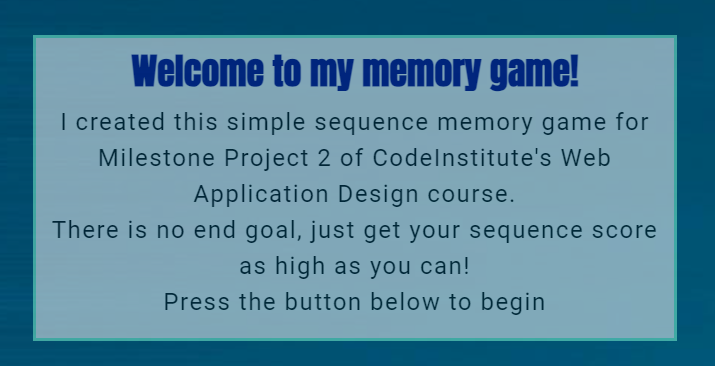 Welcome to my memory game!
I created this simple sequence memory game for
Milestone Project 2 of CodeInstitute's Web
Application Design course.
There is no end goal, just get your sequence score
as high as you can!
Press the button below to begin